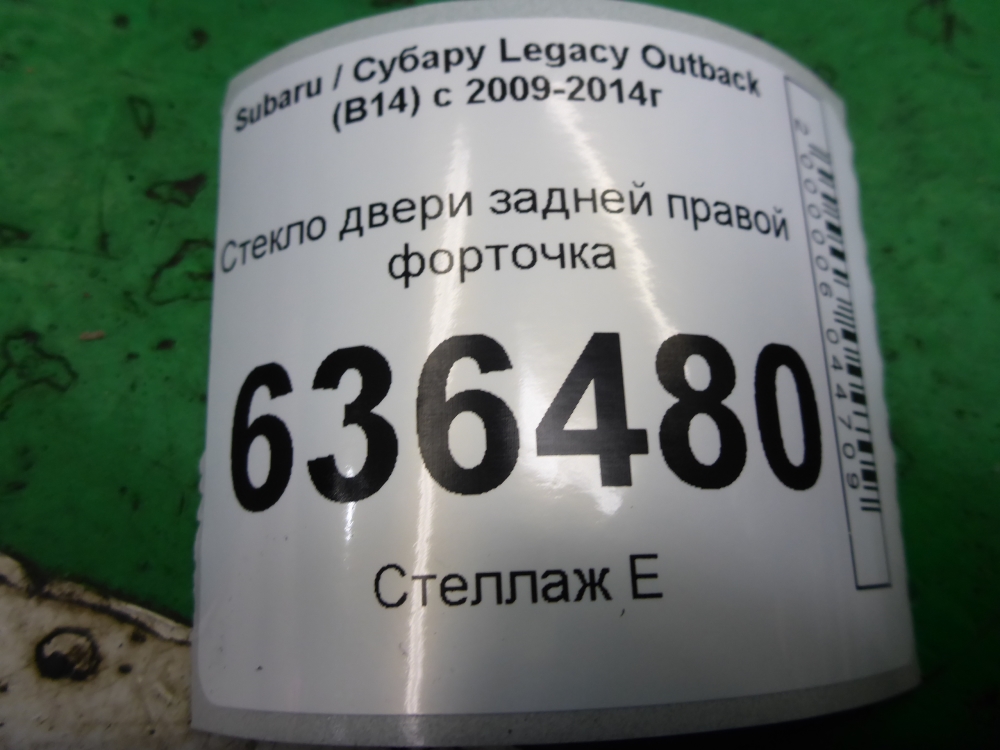 Subaru / Субару Legacy Outback
(B14) с 2009-2014г
Стекло двери задней правой
форточка
636480
Стеллаж Е
2000006044709